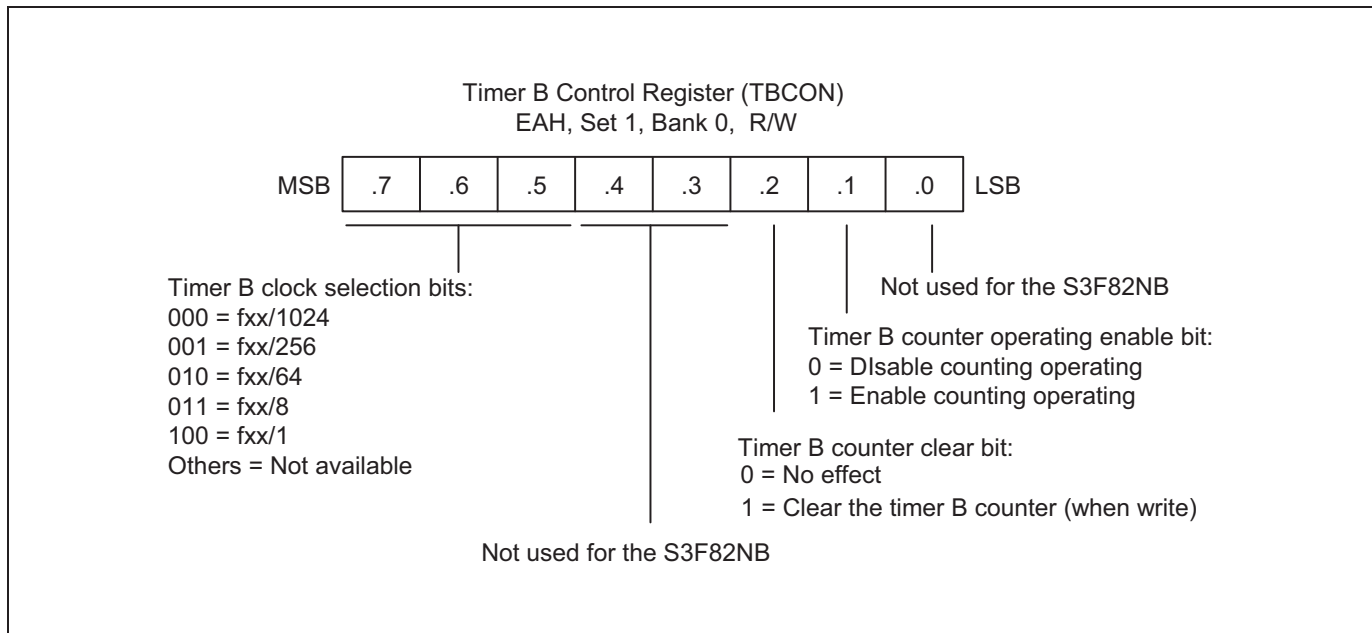 Timer B Control Register (TBCON)
EAH, Set 1, Bank 0, R/W
MSB .7 .6 .5 .4 .3 .2 .1 .0 LSB
Timer B clock selection bits:
000 = fxx/1024
001 = fxx/256
010 = fxx/64
011 = fxx/8
100 = fxx/1
Others = Not available
Not used for the S3F82NB
Timer B counter operating enable bit:
0 = DIsable counting operating
1 = Enable counting operating
Timer B counter clear bit:
0 = No effect
1 = Clear the timer B counter (when write)
Not used for the S3F82NB